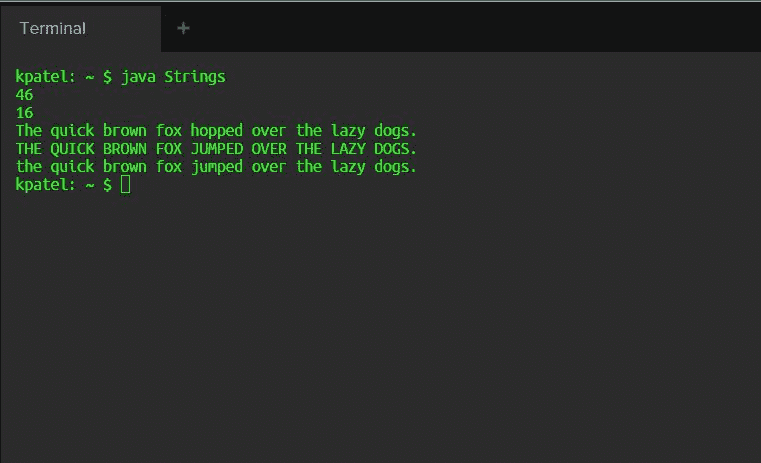 Terminal +
kpatel: ~ $ java Strings
46
16
The quick brown fox hopped over the lazy dogs.
THE QUICK BROWN FOX JUMPED OVER THE LAZY DOGS.
the quick brown fox jumped over the lazy dogs.
kpatel: ~ $